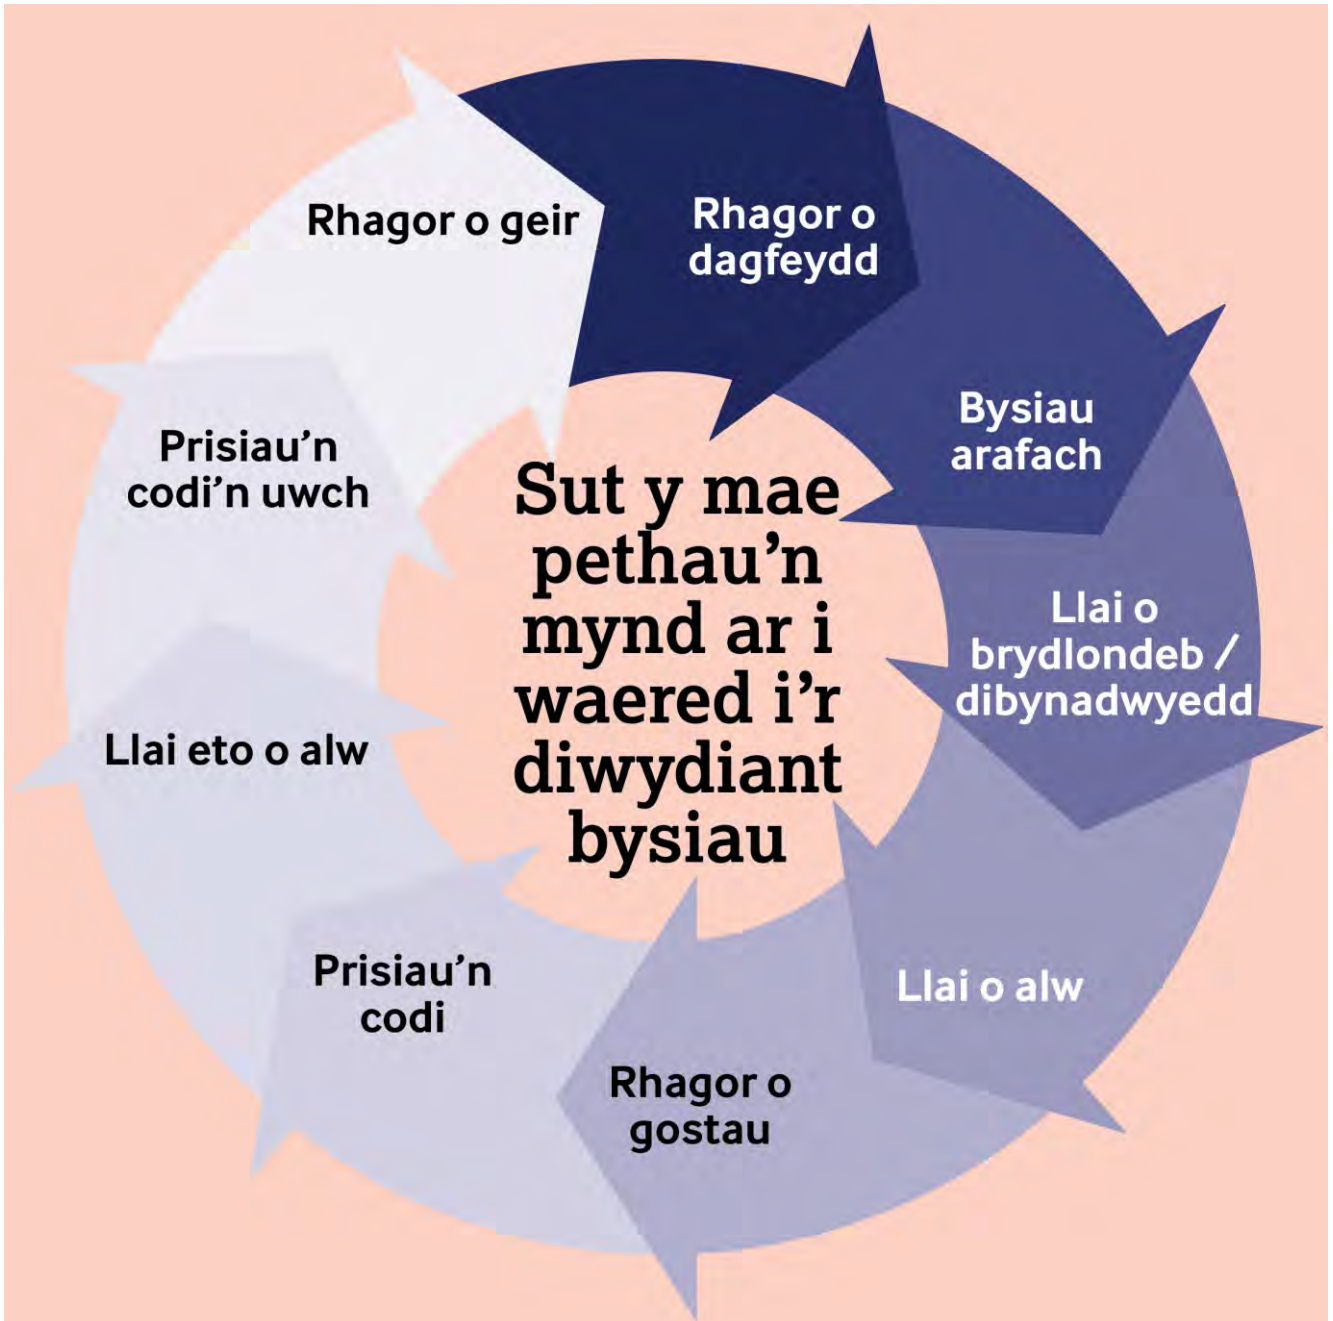 Sut y mae
pethau’n
mynd ar i
waered i’r
diwydiant
bysiau
Rhagor o
dagfeydd
Bysiau
arafach
Llai o
brydlondeb /
dibynadwyedd
Llai o alw
Rhagor o
gostau
Prisiau’n
codi
Llai eto o alw
Prisiau’n
codi’n uwch
Rhagor o geir